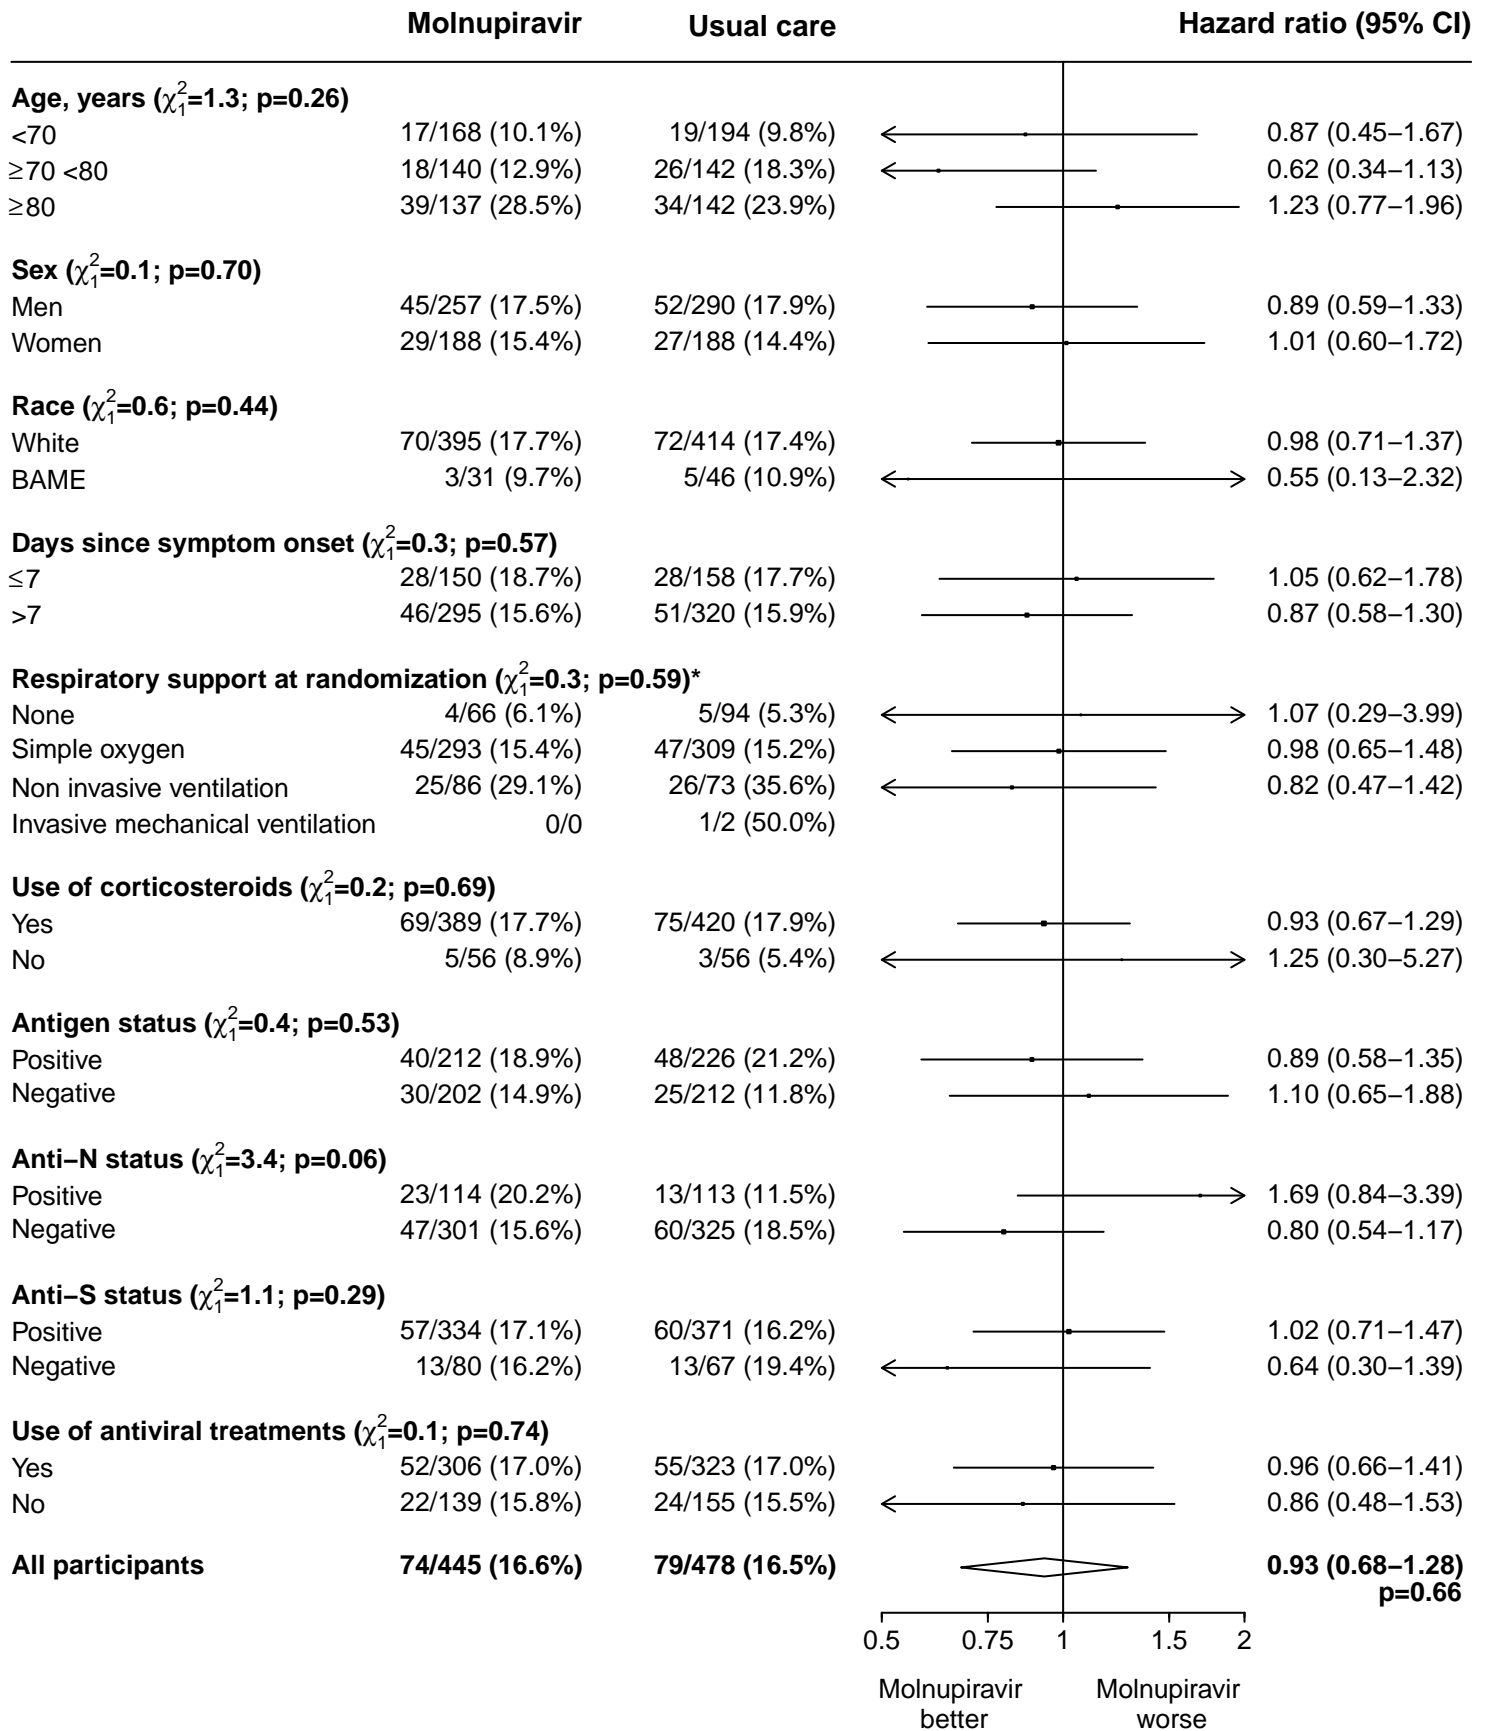 Molnupiravir Usual care Hazard ratio (95% CI)
Age, years (χ²₁=1.3; p=0.26)
<70 17/168 (10.1%) 19/194 (9.8%) 0.87 (0.45−1.67)
≥70 <80 18/140 (12.9%) 26/142 (18.3%) 0.62 (0.34−1.13)
≥80 39/137 (28.5%) 34/142 (23.9%) 1.23 (0.77−1.96)
Sex (χ²₁=0.1; p=0.70)
Men 45/257 (17.5%) 52/290 (17.9%) 0.89 (0.59−1.33)
Women 29/188 (15.4%) 27/188 (14.4%) 1.01 (0.60−1.72)
Race (χ²₁=0.6; p=0.44)
White 70/395 (17.7%) 72/414 (17.4%) 0.98 (0.71−1.37)
BAME 3/31 (9.7%) 5/46 (10.9%) 0.55 (0.13−2.32)
Days since symptom onset (χ²₁=0.3; p=0.57)
≤7 28/150 (18.7%) 28/158 (17.7%) 1.05 (0.62−1.78)
>7 46/295 (15.6%) 51/320 (15.9%) 0.87 (0.58−1.30)
Respiratory support at randomization (χ²₁=0.3; p=0.59)*
None 4/66 (6.1%) 5/94 (5.3%) 1.07 (0.29−3.99)
Simple oxygen 45/293 (15.4%) 47/309 (15.2%) 0.98 (0.65−1.48)
Non invasive ventilation 25/86 (29.1%) 26/73 (35.6%) 0.82 (0.47−1.42)
Invasive mechanical ventilation 0/0 1/2 (50.0%)
Use of corticosteroids (χ²₁=0.2; p=0.69)
Yes 69/389 (17.7%) 75/420 (17.9%) 0.93 (0.67−1.29)
No 5/56 (8.9%) 3/56 (5.4%) 1.25 (0.30−5.27)
Antigen status (χ²₁=0.4; p=0.53)
Positive 40/212 (18.9%) 48/226 (21.2%) 0.89 (0.58−1.35)
Negative 30/202 (14.9%) 25/212 (11.8%) 1.10 (0.65−1.88)
Anti−N status (χ²₁=3.4; p=0.06)
Positive 23/114 (20.2%) 13/113 (11.5%) 1.69 (0.84−3.39)
Negative 47/301 (15.6%) 60/325 (18.5%) 0.80 (0.54−1.17)
Anti−S status (χ²₁=1.1; p=0.29)
Positive 57/334 (17.1%) 60/371 (16.2%) 1.02 (0.71−1.47)
Negative 13/80 (16.2%) 13/67 (19.4%) 0.64 (0.30−1.39)
Use of antiviral treatments (χ²₁=0.1; p=0.74)
Yes 52/306 (17.0%) 55/323 (17.0%) 0.96 (0.66−1.41)
No 22/139 (15.8%) 24/155 (15.5%) 0.86 (0.48−1.53)
All participants 74/445 (16.6%) 79/478 (16.5%) 0.93 (0.68−1.28)
p=0.66
0.5 0.75 1 1.5 2
Molnupiravir Molnupiravir
better worse